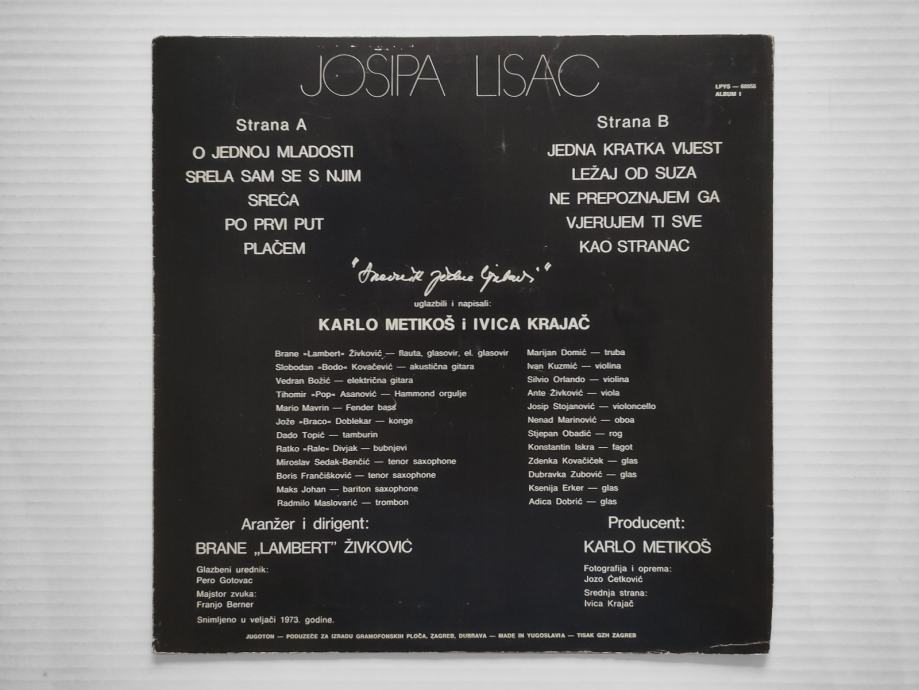 JOSIPA LISAC
LPYS — 60956
ALBUM I
Strana A
O JEDNOJ MLADOSTI
SRELA SAM SE S NJIM
SREĆA
PO PRVI PUT
PLAČEM
Strana B
JEDNA KRATKA VIJEST
LEŽAJ OD SUZA
NE PREPOZNAJEM GA
VJERUJEM TI SVE
KAO STRANAC
"Dnevnik jedne ljubavi"
uglazbili i napisali:
KARLO METIKOŠ i IVICA KRAJAČ
Brane »Lambert« Živković — flauta, glasovir, el. glasovir
Slobodan »Bodo« Kovačević — akustična gitara
Vedran Božić — električna gitara
Tihomir »Pop« Asanović — Hammond orgulje
Mario Mavrin — Fender bass
Jože »Braco« Doblekar — konge
Dado Topić — tamburin
Ratko »Rale« Divjak — bubnjevi
Miroslav Sedak-Benčić — tenor saxophone
Boris Frančišković — tenor saxophone
Maks Johan — bariton saxophone
Radmilo Maslovarić — trombon
Marijan Domić — truba
Ivan Kuzmić — violina
Silvio Orlando — violina
Ante Živković — viola
Josip Stojanović — violoncello
Nenad Marinović — oboa
Stjepan Obadić — rog
Konstantin Iskra — fagot
Zdenka Kovačiček — glas
Dubravka Zubović — glas
Ksenija Erker — glas
Adica Dobrić — glas
Aranžer i dirigent:
BRANE „LAMBERT" ŽIVKOVIĆ
Glazbeni urednik:
Pero Gotovac
Majstor zvuka:
Franjo Berner
Snimljeno u veljači 1973. godine.
Producent:
KARLO METIKOŠ
Fotografija i oprema:
Jozo Ćetković
Srednja strana:
Ivica Krajač
JUGOTON — PODUZEĆE ZA IZRADU GRAMOFONSKIH PLOČA, ZAGREB, DUBRAVA — MADE IN YUGOSLAVIA — TISAK GZH ZAGREB